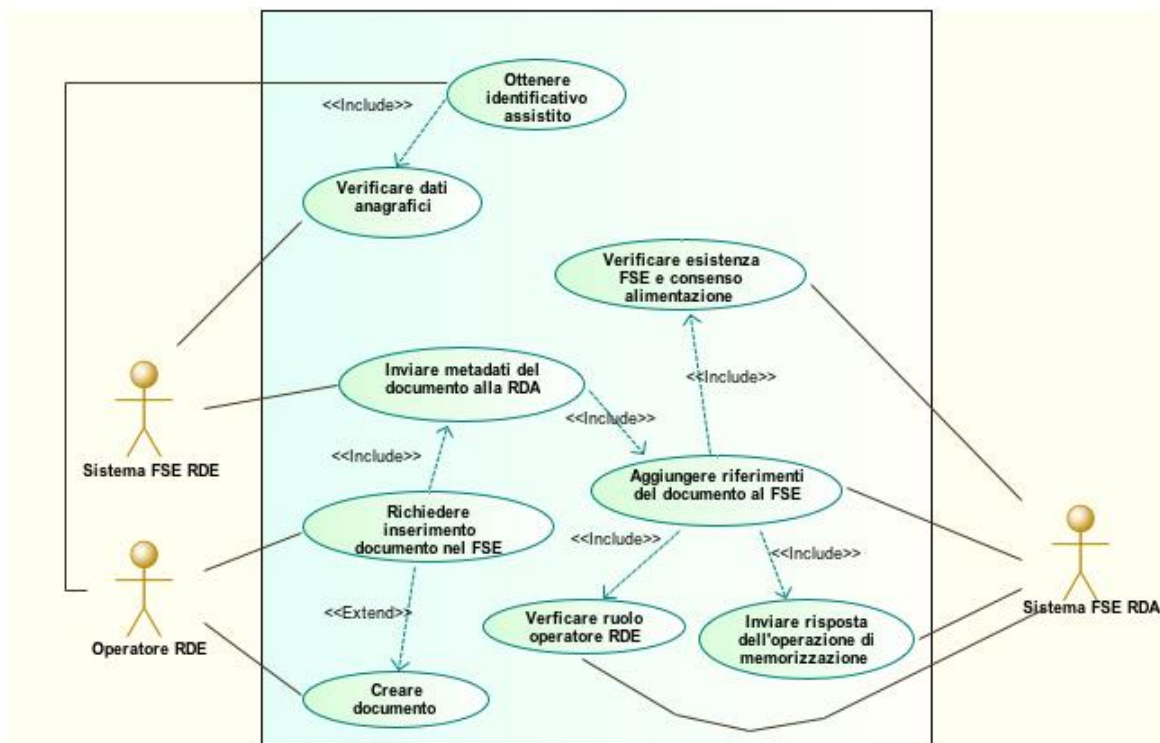 Ottenere
identificativo
assistito
<<Include>>
Verificare dati
anagrafici
Verificare esistenza
FSE e consenso
alimentazione
Inviare metadati del
documento alla RDA
<<Include>>
<<Include>>
Sistema FSE RDE
<<Include>>
Aggiungere riferimenti
del documento al FSE
Richiedere
inserimento
documento nel FSE
<<Include>>
<<Include>>
<<Extend>>
Verficare ruolo
operatore RDE
Inviare risposta
dell'operazione di
memorizzazione
Sistema FSE RDA
Operatore RDE
Creare
documento